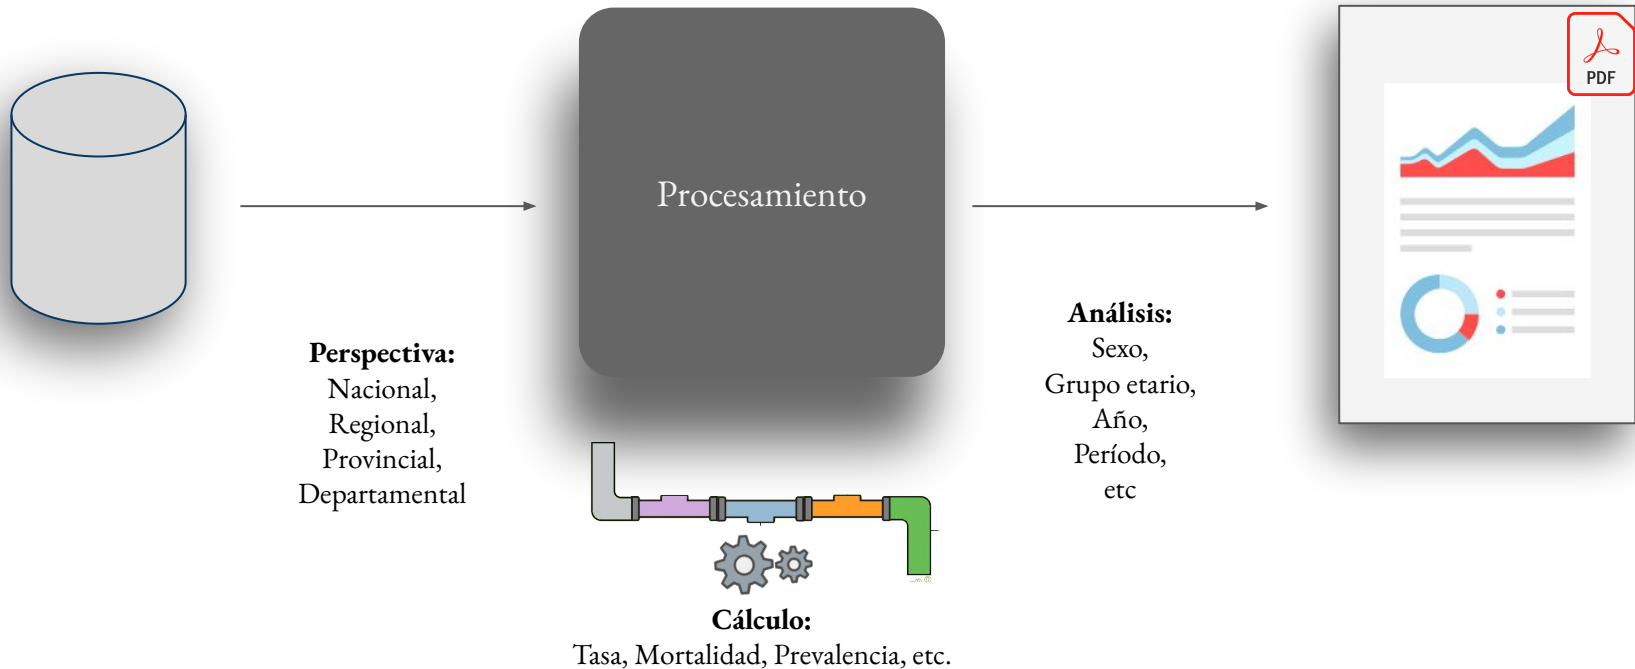 Procesamiento
PDF
Perspectiva:
Nacional,
Regional,
Provincial,
Departamental
Análisis:
Sexo,
Grupo etario,
Año,
Período,
etc
Cálculo:
Tasa, Mortalidad, Prevalencia, etc.